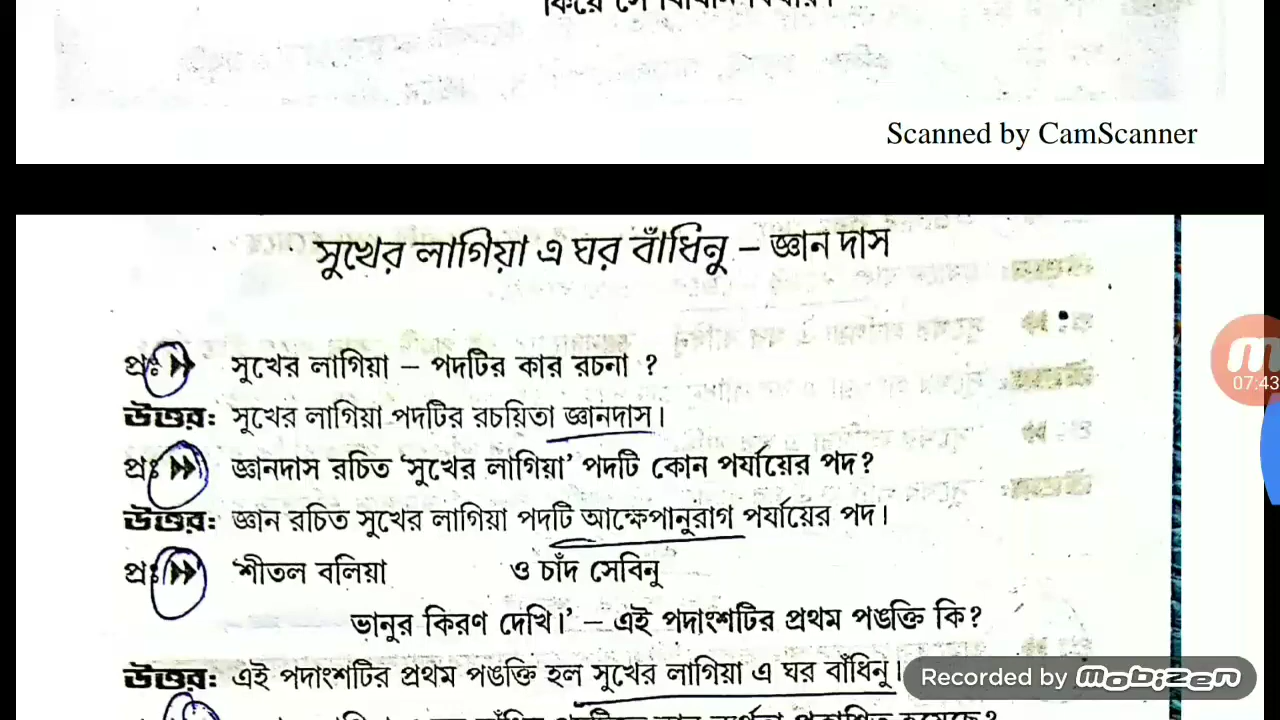 Scanned by CamScanner
সুখের লাগিয়া এ ঘর বাঁধিনু – জ্ঞান দাস
প্রঃ সুখের লাগিয়া – পদটির কার রচনা ?
উত্তর: সুখের লাগিয়া পদটির রচয়িতা জ্ঞানদাস।
প্রঃ জ্ঞানদাস রচিত ‘সুখের লাগিয়া’ পদটি কোন পর্যায়ের পদ?
উত্তর: জ্ঞান রচিত সুখের লাগিয়া পদটি আক্ষেপানুরাগ পর্যায়ের পদ।
প্রঃ ‘শীতল বলিয়া ও চাঁদ সেবিনু
ভানুর কিরণ দেখি।’ – এই পদাংশটির প্রথম পঙক্তি কি?
উত্তর: এই পদাংশটির প্রথম পঙক্তি হল সুখের লাগিয়া এ ঘর বাঁধিনু।
07:43
Recorded by mobizen